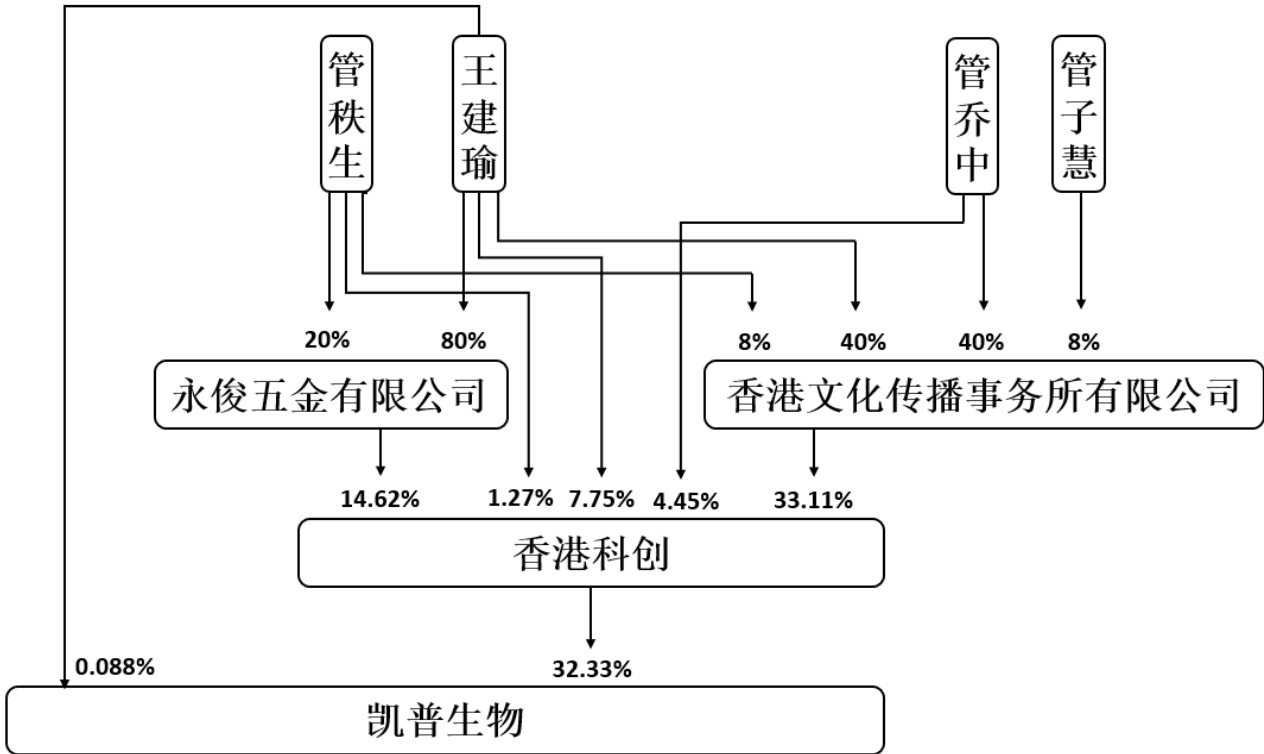 管秩生
王建瑜
管乔中
管子慧
20%
80%
8%
40%
40%
8%
永俊五金有限公司
香港文化传播事务所有限公司
14.62%
1.27%
7.75%
4.45%
33.11%
香港科创
0.088%
32.33%
凯普生物